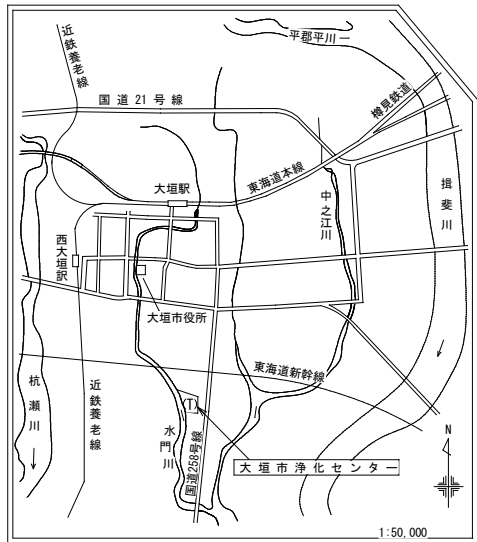 近鉄養老線
平郡平川一
国道21号線
樽見鉄道
大垣駅
東海道本線
中之江川
揖斐川
西大垣訳
大垣市役所
東海道新幹線
杭瀬川
近鉄養老線
(T)
水門川
国道258号線
大垣市浄化センター
N
1:50,000